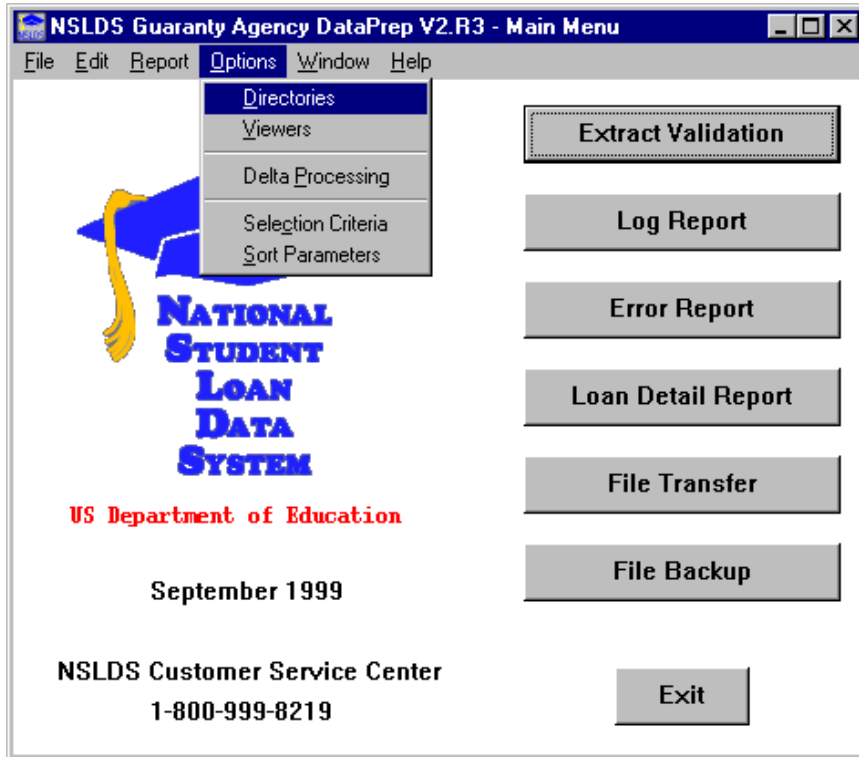 NSLDS Guaranty Agency DataPrep V2.R3 - Main Menu
File Edit Report Options Window Help
Directories
Viewers
Delta Processing
Selection Criteria
Sort Parameters
NATIONAL
STUDENT
LOAN
DATA
SYSTEM
US Department of Education
September 1999
NSLDS Customer Service Center
1-800-999-8219
Extract Validation
Log Report
Error Report
Loan Detail Report
File Transfer
File Backup
Exit